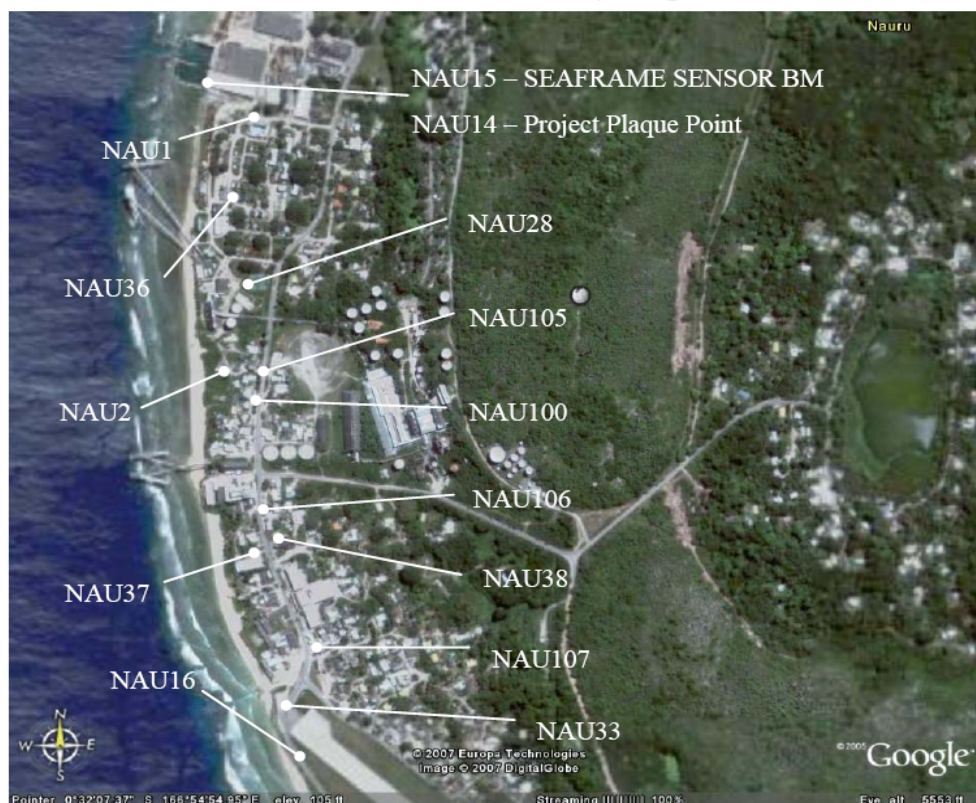 Nauru
NAU15 – SEAFRAME SENSOR BM
NAU14 – Project Plaque Point
NAU1
NAU28
NAU36
NAU105
NAU2
NAU100
NAU106
NAU38
NAU37
NAU107
NAU16
NAU33
N
W E
S
© 2007 Europa Technologies
Image © 2007 DigitalGlobe
© 2005 Google
Pointer 0°32'07.37" S 166°54'54.95" E elev 105 ft
Streaming 100%
Eye alt 5553 ft